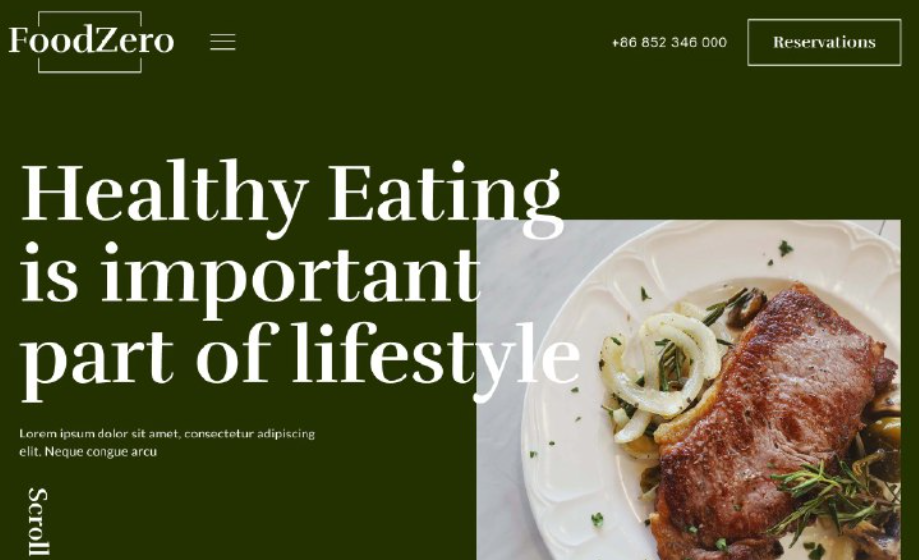 FoodZero
+86 852 346 000
Reservations
Healthy Eating
is important
part of lifestyle
Lorem ipsum dolor sit amet, consectetur adipiscing
elit. Neque congue arcu
Scroll